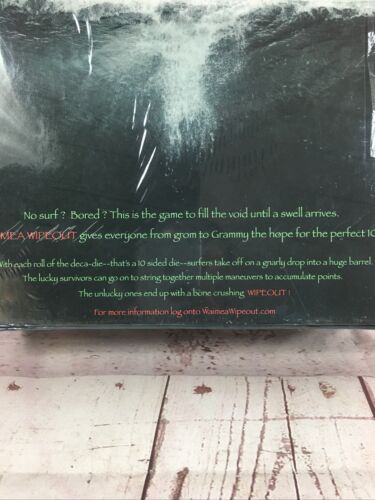 No surf ? Bored ? This is the game to fill the void until a swell arrives.
WIPEOUT gives everyone from grom to Grammy the hope for the perfect 10
With each roll of the deca-die--that's a 10 sided die--surfers take off on a gnarly drop into a huge barrel.
The lucky survivors can go on to string together multiple maneuvers to accumulate points.
The unlucky ones end up with a bone crushing WIPEOUT !
For more information log onto WaimeaWipeout.com